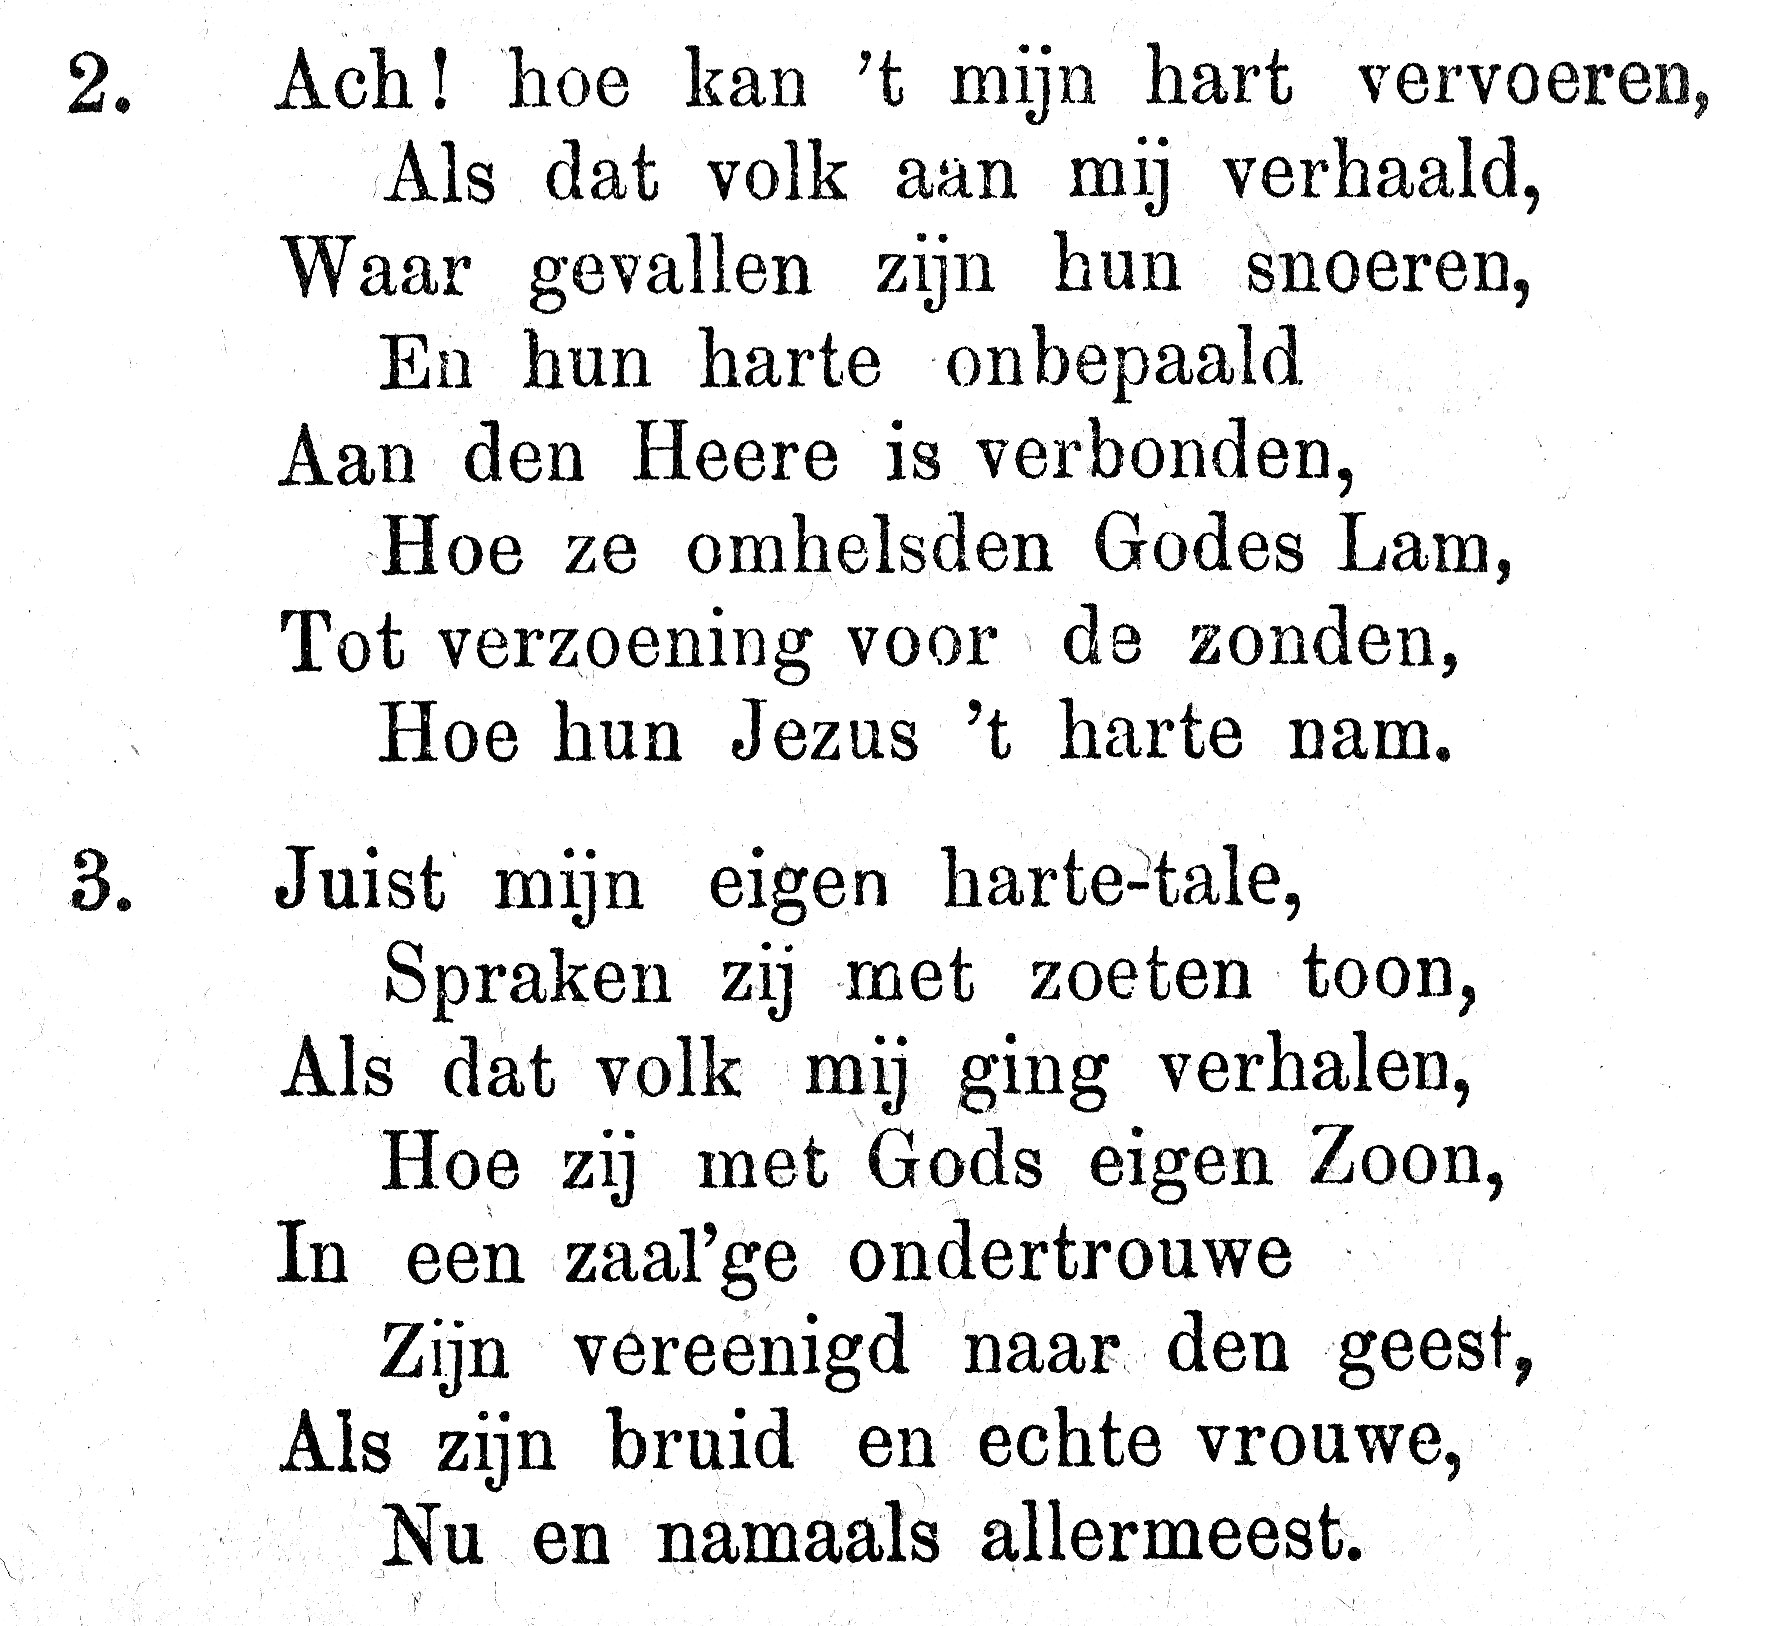 2. Ach! hoe kan 't mijn hart vervoeren,
Als dat volk aan mij verhaald,
Waar gevallen zijn hun snoeren,
En hun harte onbepaald
Aan den Heere is verbonden,
Hoe ze omhelsden Godes Lam,
Tot verzoening voor de zonden,
Hoe hun Jezus 't harte nam.
3. Juist mijn eigen harte-tale,
Spraken zij met zoeten toon,
Als dat volk mij ging verhalen,
Hoe zij met Gods eigen Zoon,
In een zaal'ge ondertrouwe
Zijn vereenigd naar den geest,
Als zijn bruid en echte vrouwe,
Nu en namaals allermeest.